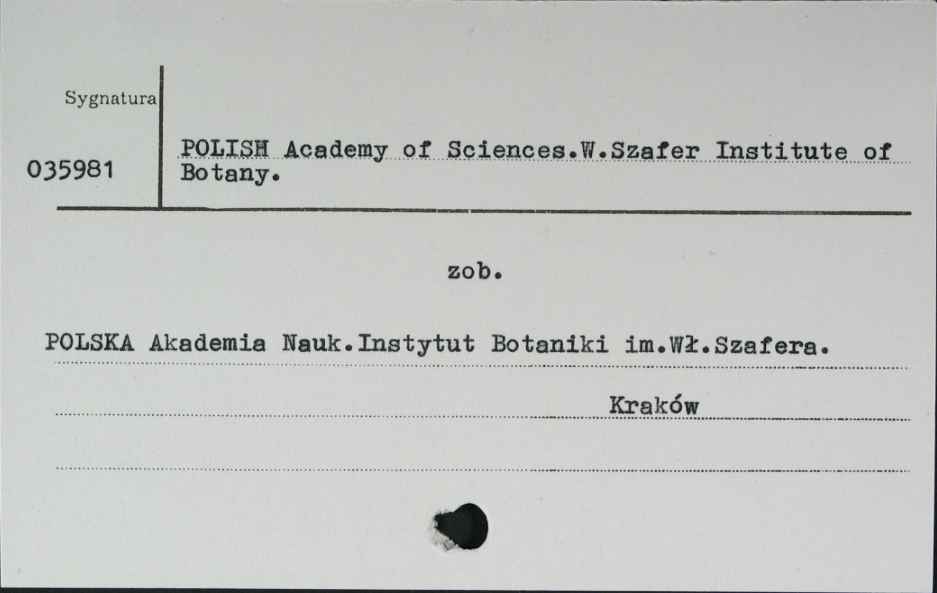 Sygnatura
035981
POLISH Academy of Sciences.W.Szafer Institute of
Botany.
zob.
POLSKA Akademia Nauk.Instytut Botaniki im.Wł.Szafera.
Kraków